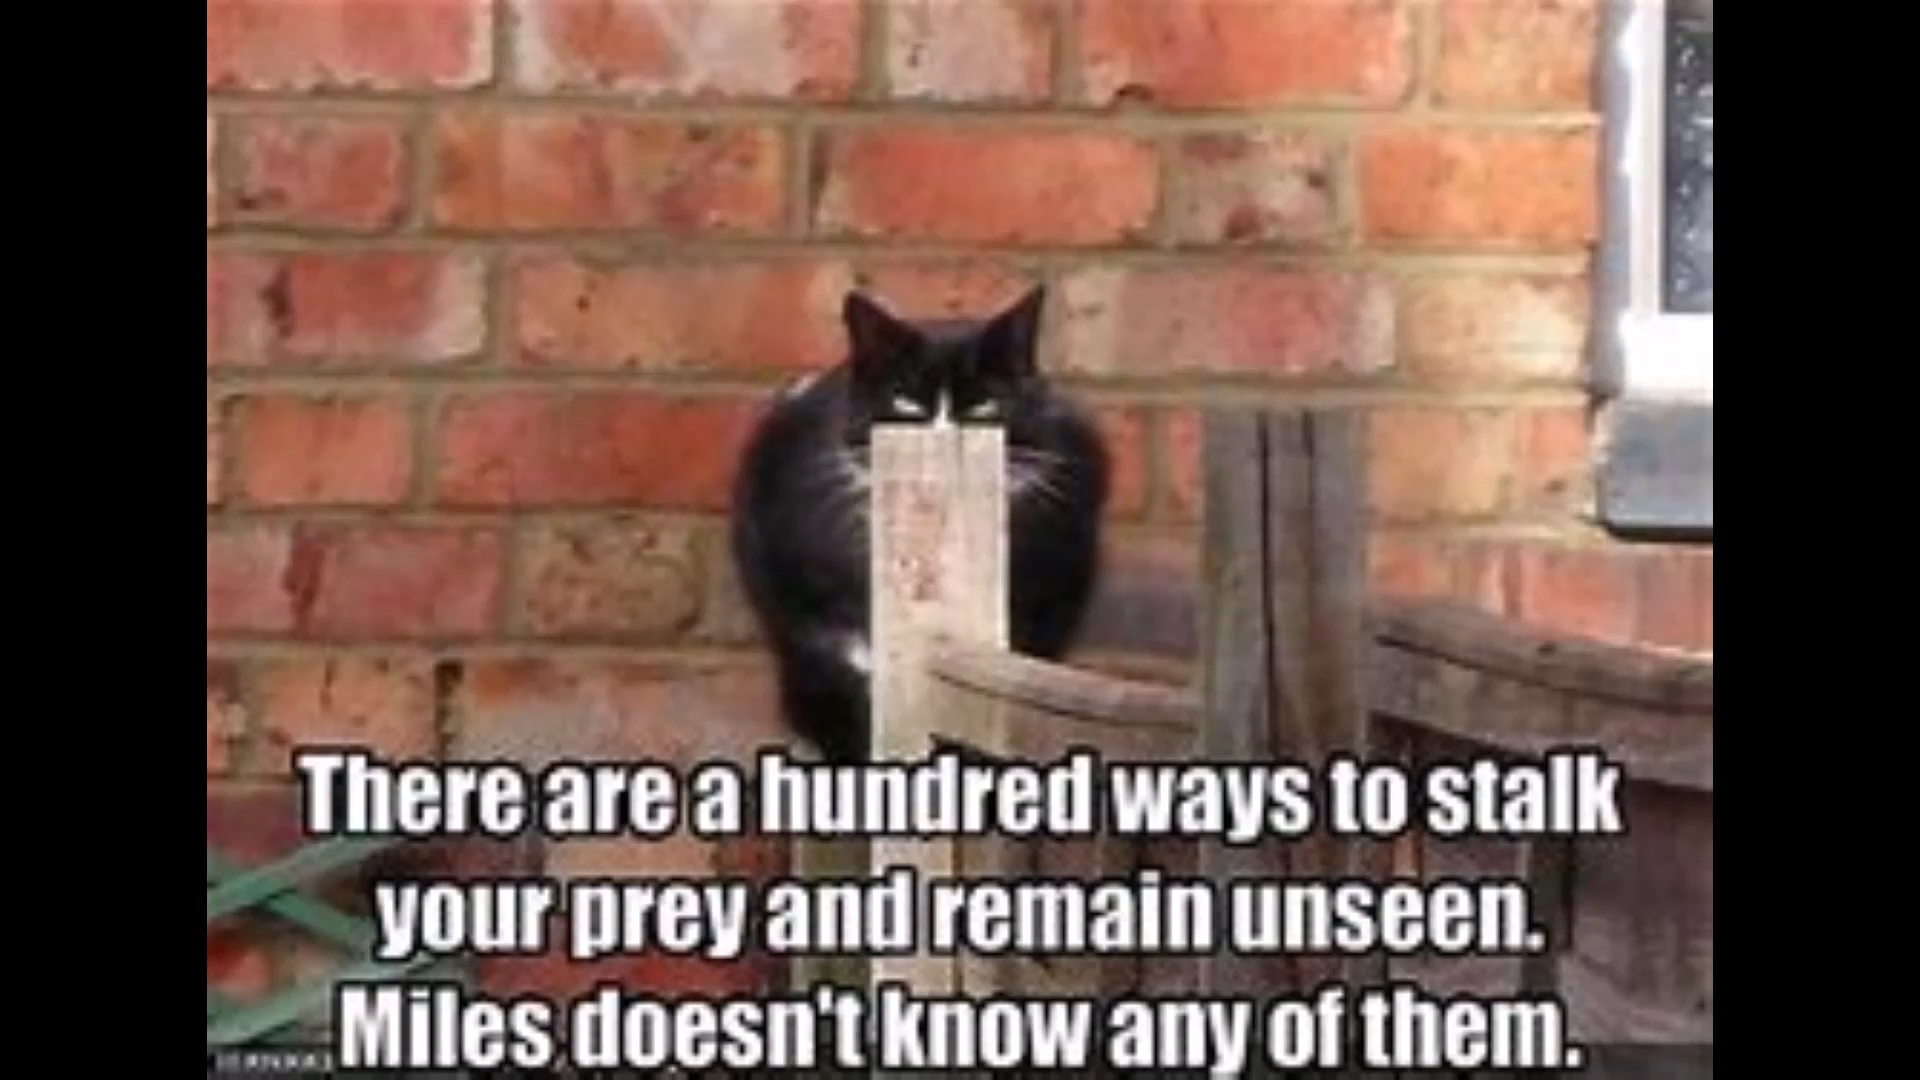 There are a hundred ways to stalk
your prey and remain unseen.
Miles doesn't know any of them.